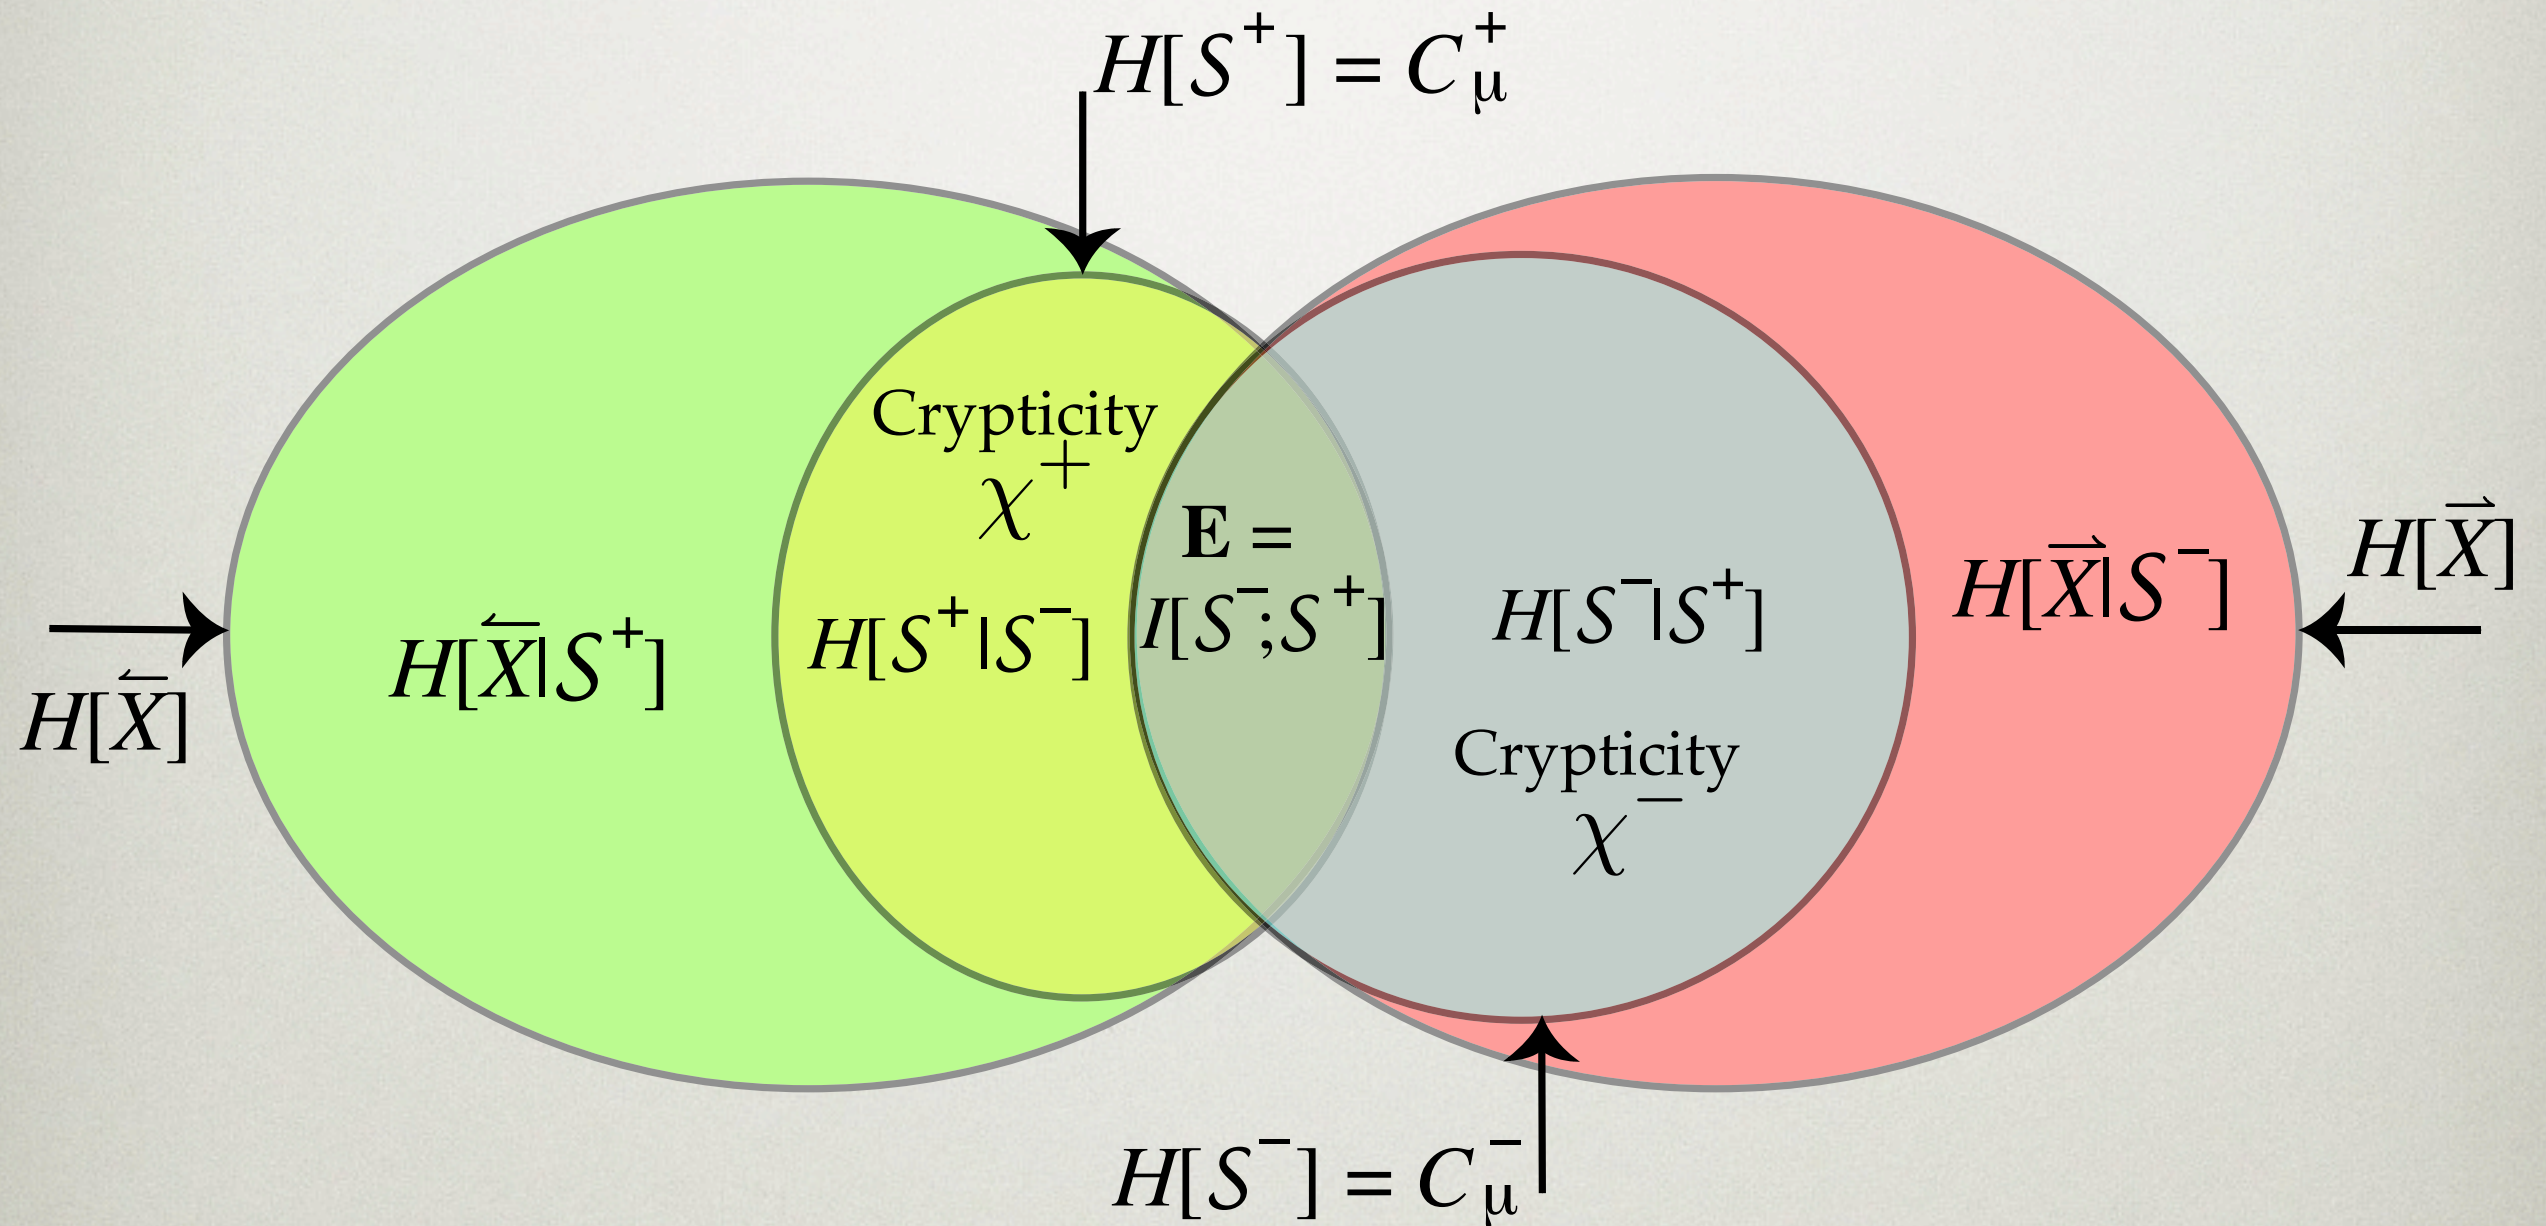 H[S⁺] = C⁺μ
Crypticity
χ⁺
E =
I[S⁻;S⁺]
H[X⃗]
H[X⃗|S⁻]
H[S⁻|S⁺]
H[S⁺|S⁻]
H[X⃖|S⁺]
H[X⃖]
Crypticity
χ⁻
H[S⁻] = C⁻μ